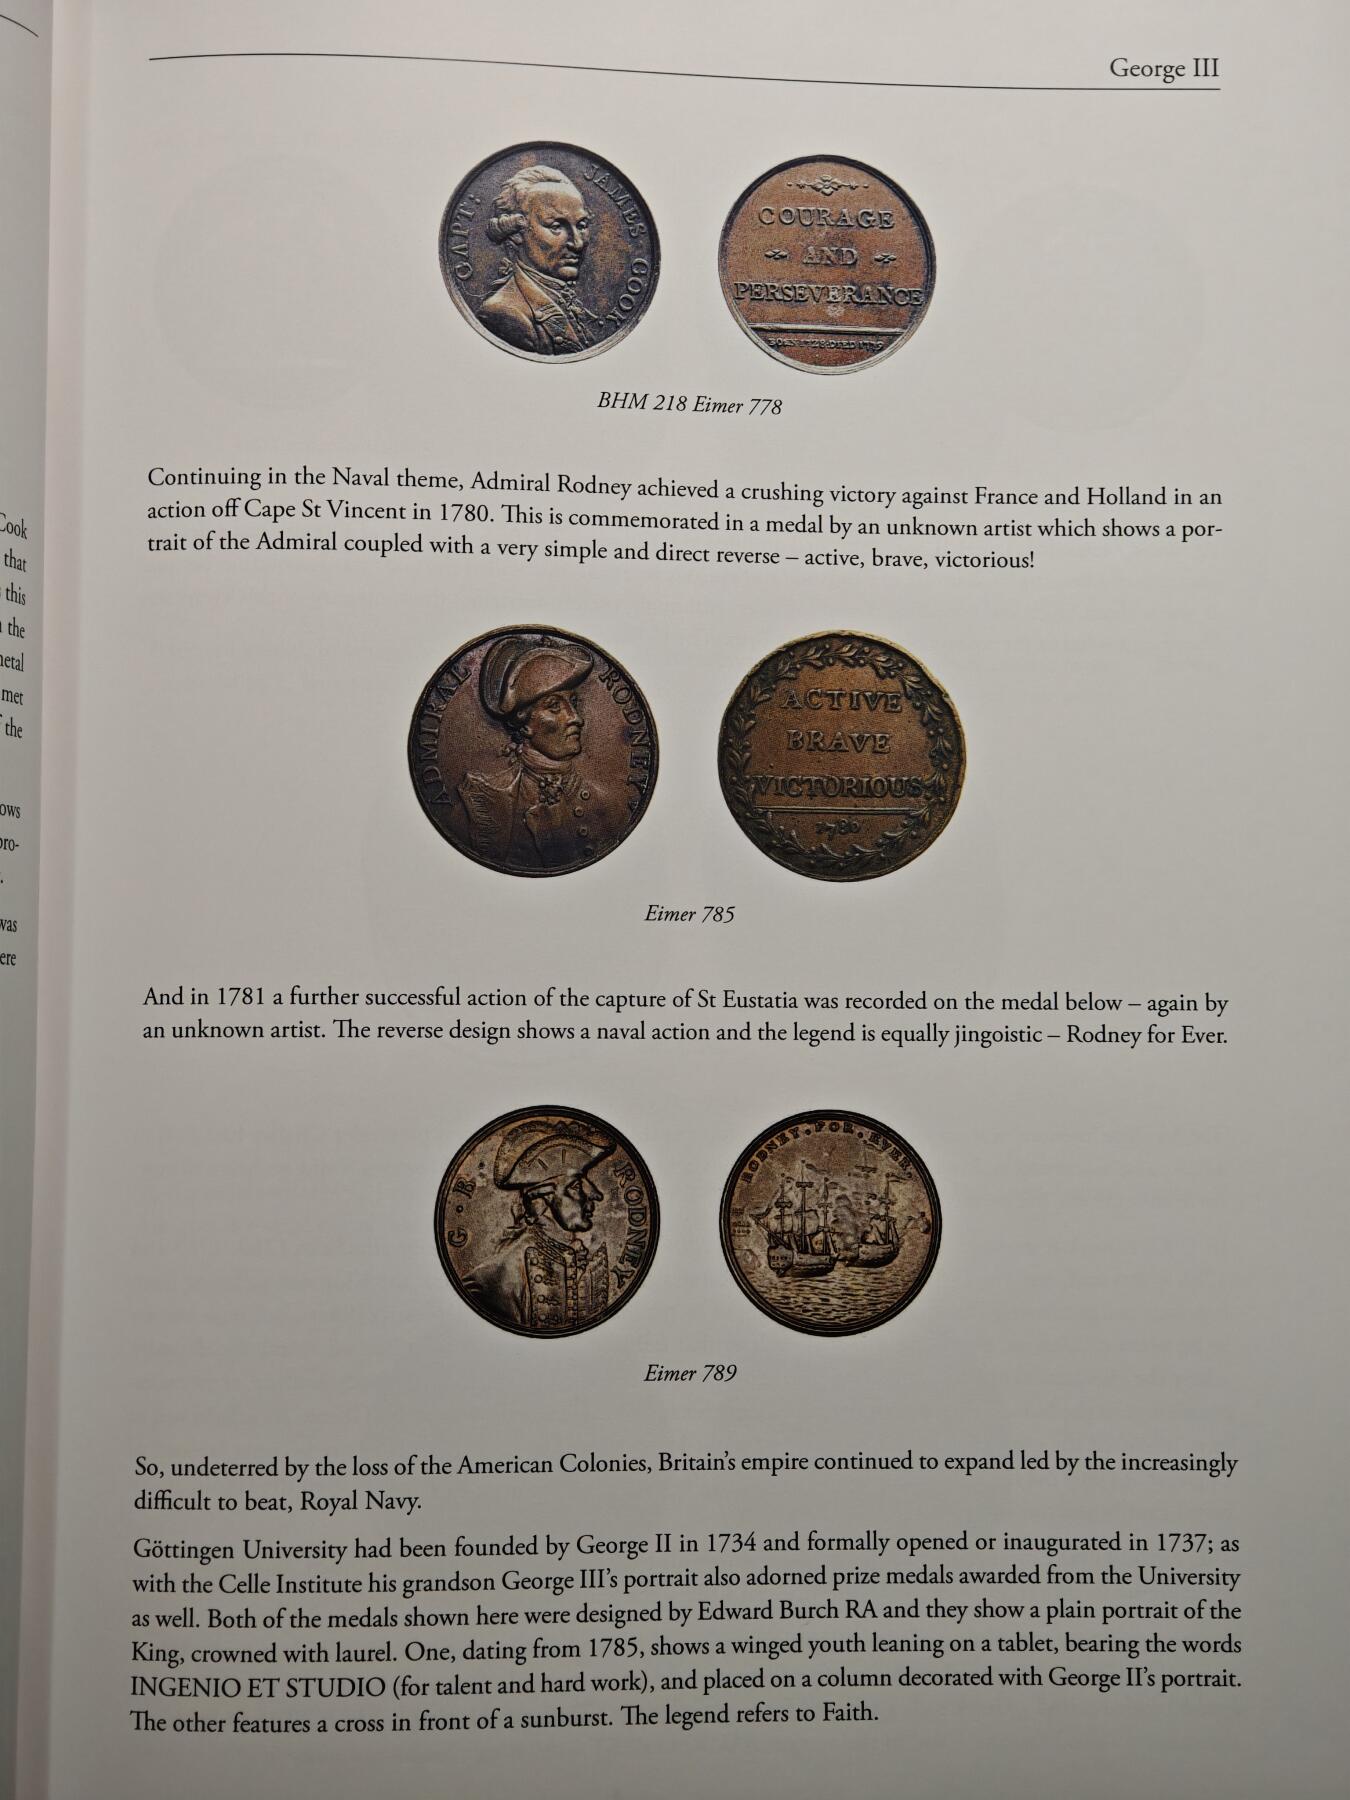 George III
CAPT: JAMES COOK.
COURAGE
AND
PERSEVERANCE
BORN 1728 DIED 1779
BHM 218 Eimer 778
Cook
that
this
the
metal
met
the
ows
pro-
was
ere
Continuing in the Naval theme, Admiral Rodney achieved a crushing victory against France and Holland in an
action off Cape St Vincent in 1780. This is commemorated in a medal by an unknown artist which shows a por-
trait of the Admiral coupled with a very simple and direct reverse – active, brave, victorious!
ADMIRAL RODNEY
ACTIVE
BRAVE
VICTORIOUS
1780
Eimer 785
And in 1781 a further successful action of the capture of St Eustatia was recorded on the medal below – again by
an unknown artist. The reverse design shows a naval action and the legend is equally jingoistic – Rodney for Ever.
G · B RODNEY
RODNEY · FOR · EVER
Eimer 789
So, undeterred by the loss of the American Colonies, Britain's empire continued to expand led by the increasingly
difficult to beat, Royal Navy.
Göttingen University had been founded by George II in 1734 and formally opened or inaugurated in 1737; as
with the Celle Institute his grandson George III's portrait also adorned prize medals awarded from the University
as well. Both of the medals shown here were designed by Edward Burch RA and they show a plain portrait of the
King, crowned with laurel. One, dating from 1785, shows a winged youth leaning on a tablet, bearing the words
INGENIO ET STUDIO (for talent and hard work), and placed on a column decorated with George II's portrait.
The other features a cross in front of a sunburst. The legend refers to Faith.